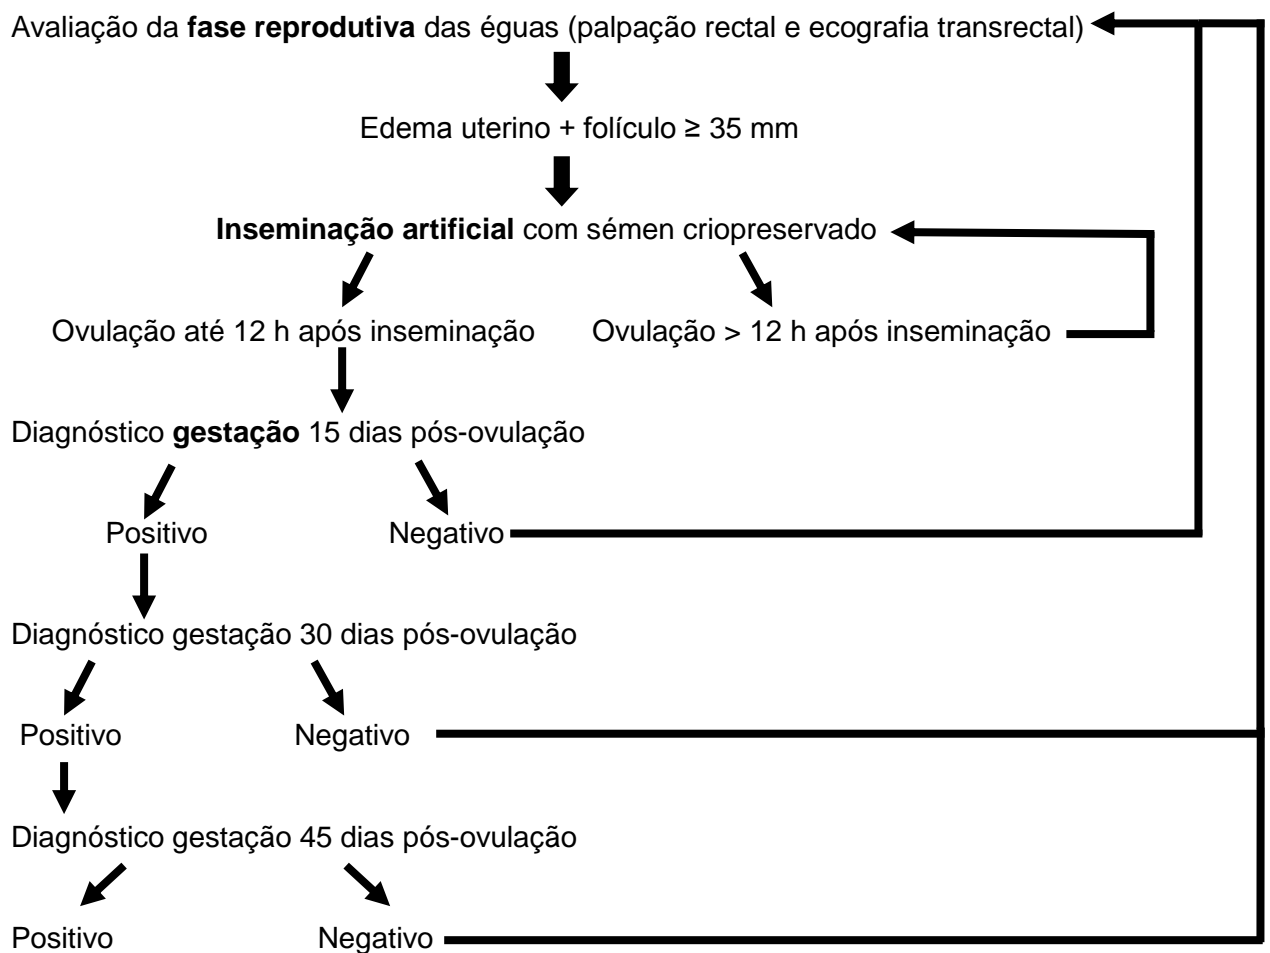 Avaliação da fase reprodutiva das éguas (palpação rectal e ecografia transrectal)
Edema uterino + folículo ≥ 35 mm
Inseminação artificial com sémen criopreservado
Ovulação até 12 h após inseminação
Ovulação > 12 h após inseminação
Diagnóstico gestação 15 dias pós-ovulação
Positivo
Negativo
Diagnóstico gestação 30 dias pós-ovulação
Positivo
Negativo
Diagnóstico gestação 45 dias pós-ovulação
Positivo
Negativo